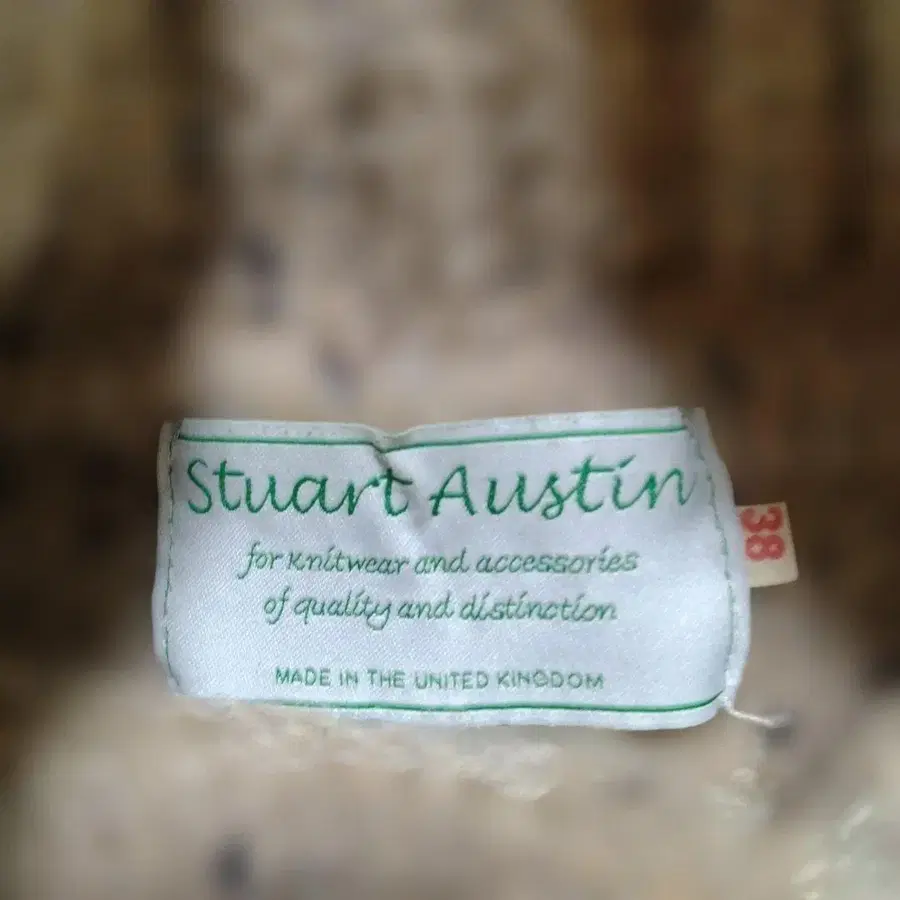 Stuart Austin
for knitwear and accessories
of quality and distinction
MADE IN THE UNITED KINGDOM
38